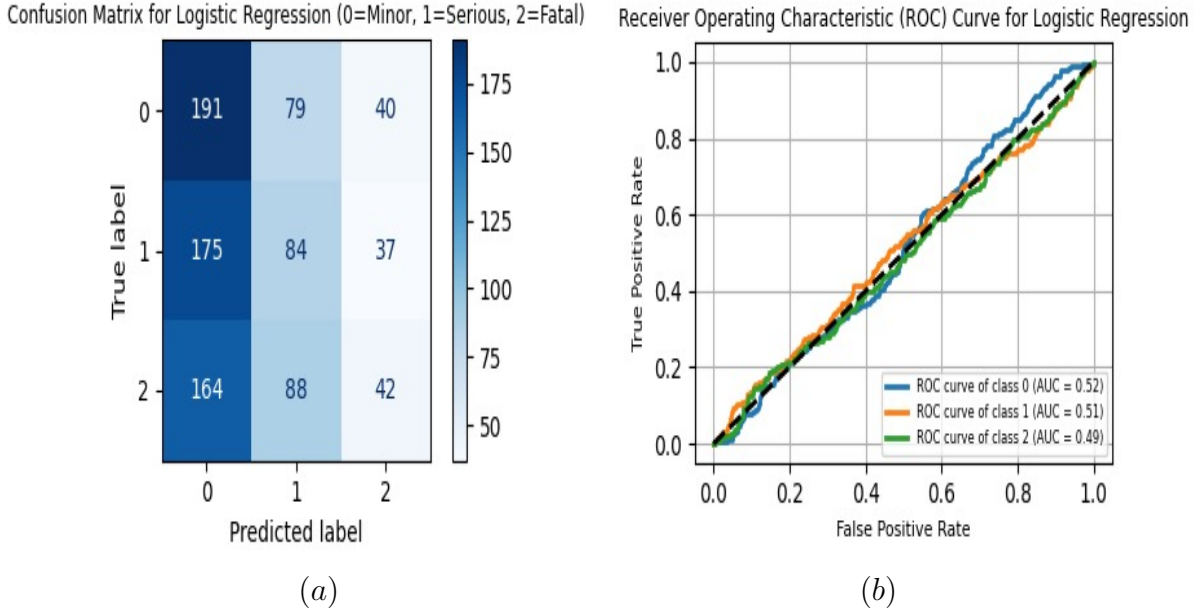 Confusion Matrix for Logistic Regression (0=Minor, 1=Serious, 2=Fatal)
True label
0
1
2
191 79 40
175 84 37
164 88 42
0 1 2
Predicted label
175
150
125
100
75
50
(a)
Receiver Operating Characteristic (ROC) Curve for Logistic Regression
True Positive Rate
1.0
0.8
0.6
0.4
0.2
0.0
ROC curve of class 0 (AUC = 0.52)
ROC curve of class 1 (AUC = 0.51)
ROC curve of class 2 (AUC = 0.49)
0.0 0.2 0.4 0.6 0.8 1.0
False Positive Rate
(b)